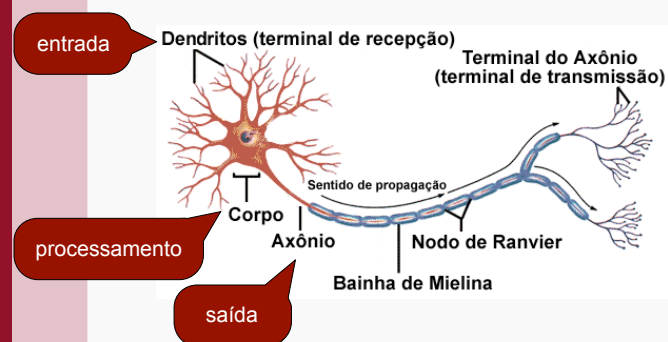 entrada
Dendritos (terminal de recepção)
Terminal do Axônio
(terminal de transmissão)
Sentido de propagação
Corpo
processamento
Axônio
Nodo de Ranvier
Bainha de Mielina
saída